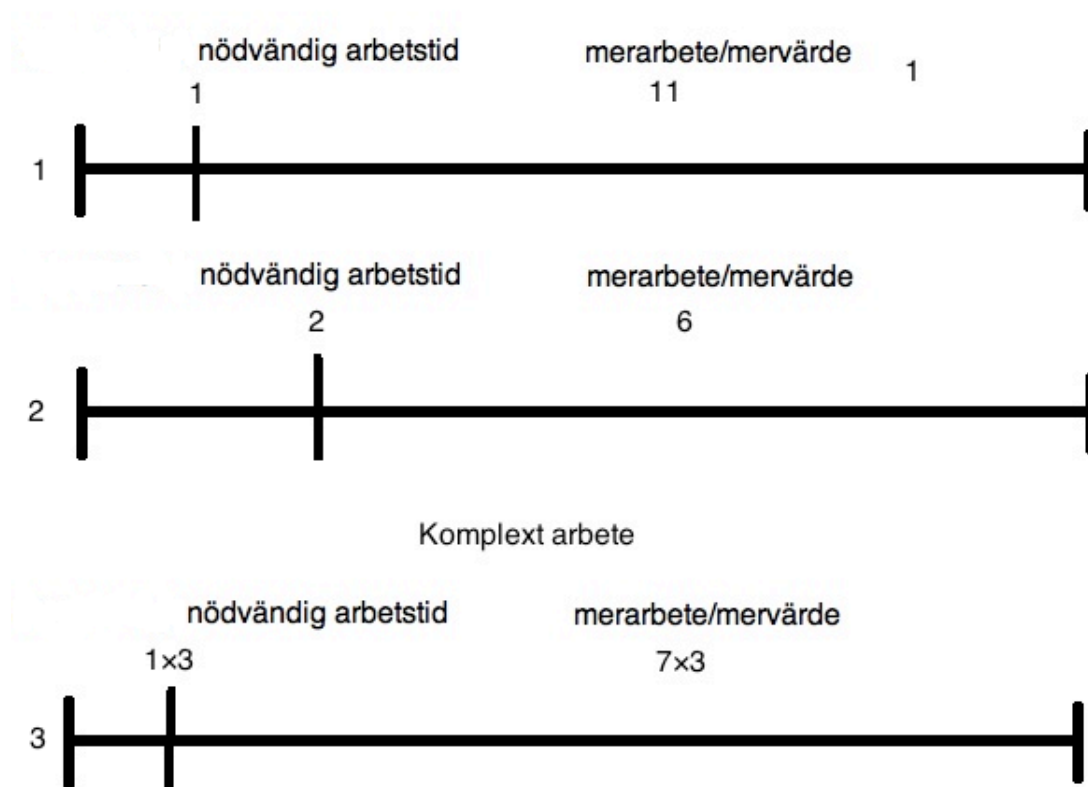 nödvändig arbetstid merarbete/mervärde
1 11 1
1
nödvändig arbetstid merarbete/mervärde
2 6
2
Komplext arbete
nödvändig arbetstid merarbete/mervärde
1×3 7×3
3